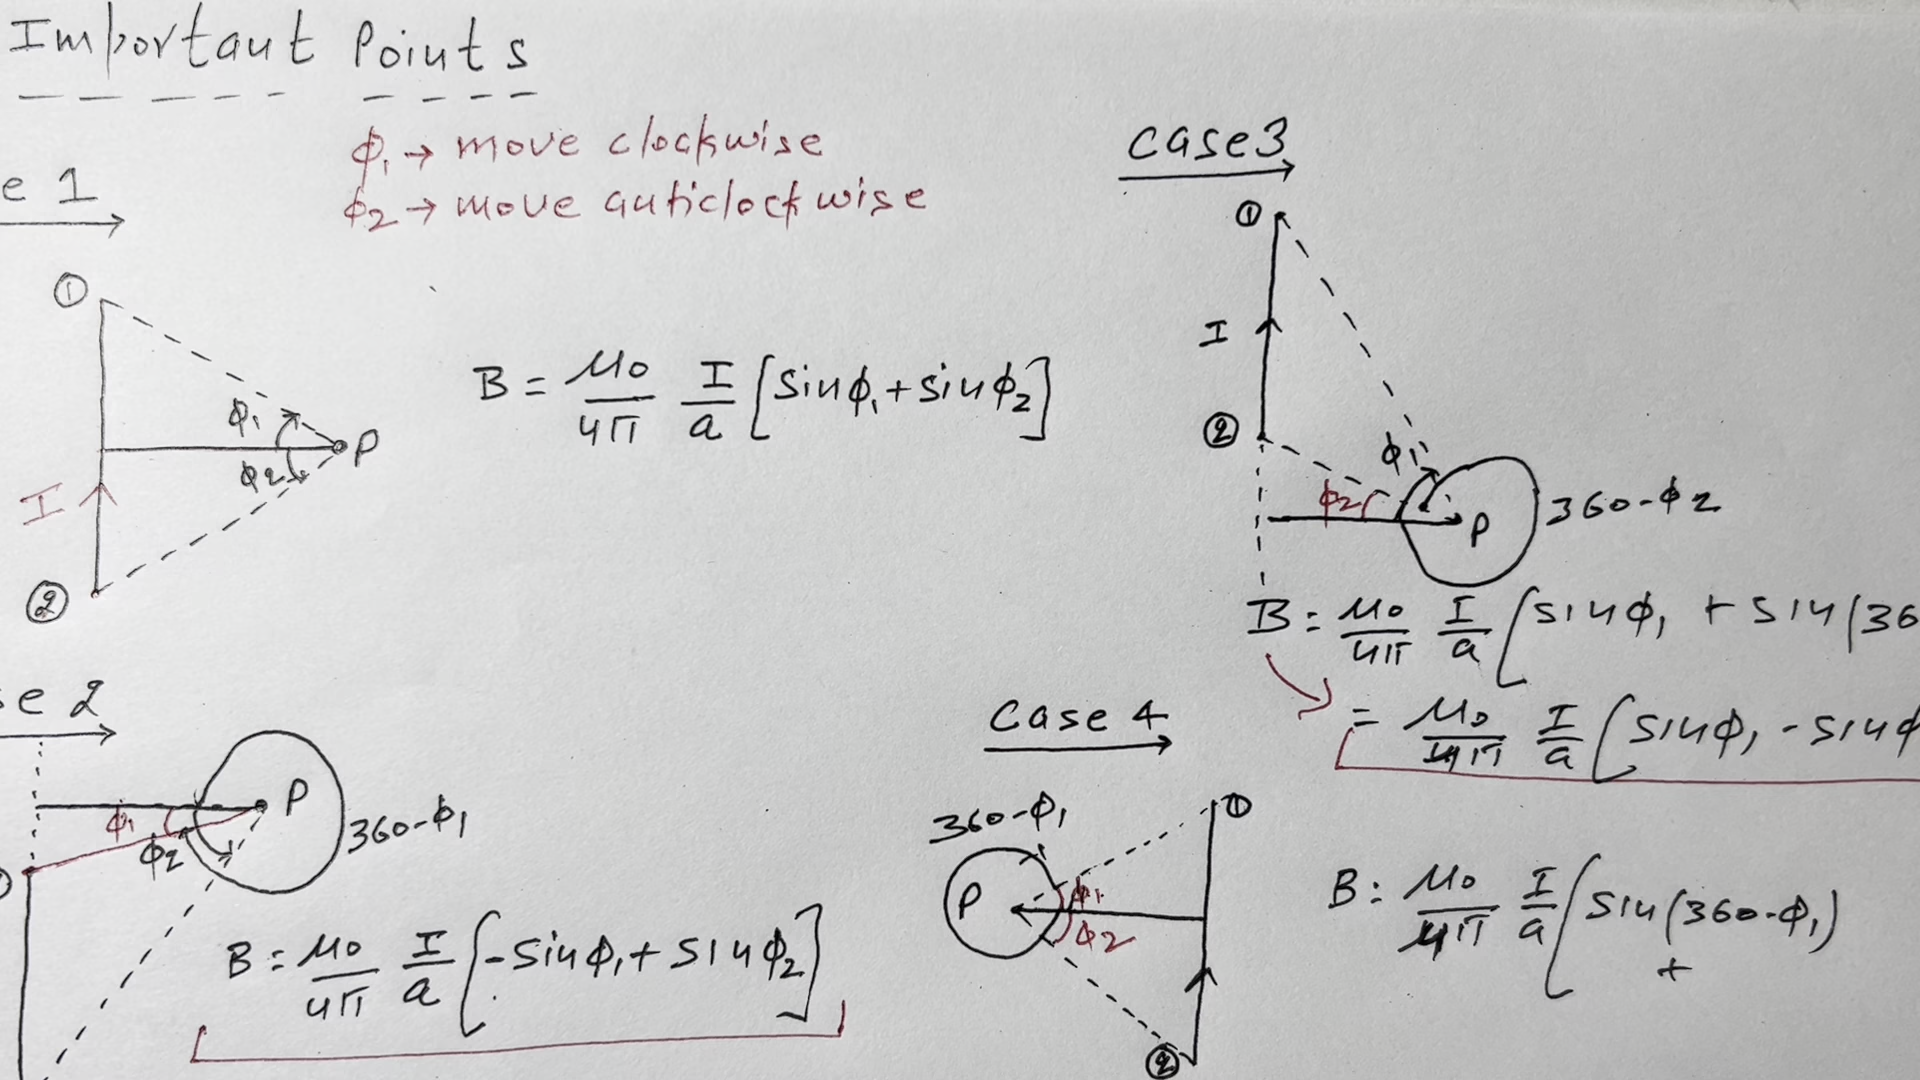 Important Points
ϕ₁ → move clockwise
ϕ₂ → move anticlockwise
e 1
①
ϕ₁
P
ϕ₂
I
②
B = μ₀/4π I/a [sinϕ₁ + sinϕ₂]
case 3
①
I
②
ϕ₁
ϕ₂
P
360-ϕ₂
B = μ₀/4π I/a [sinϕ₁ + sin(36
= μ₀/4π I/a [sinϕ₁ - sinϕ
e 2
P
ϕ₁
ϕ₂
360-ϕ₁
B = μ₀/4π I/a [-sinϕ₁ + sinϕ₂]
case 4
360-ϕ₁
①
P
ϕ₁
ϕ₂
②
B = μ₀/4π I/a [sin(360-ϕ₁)
+